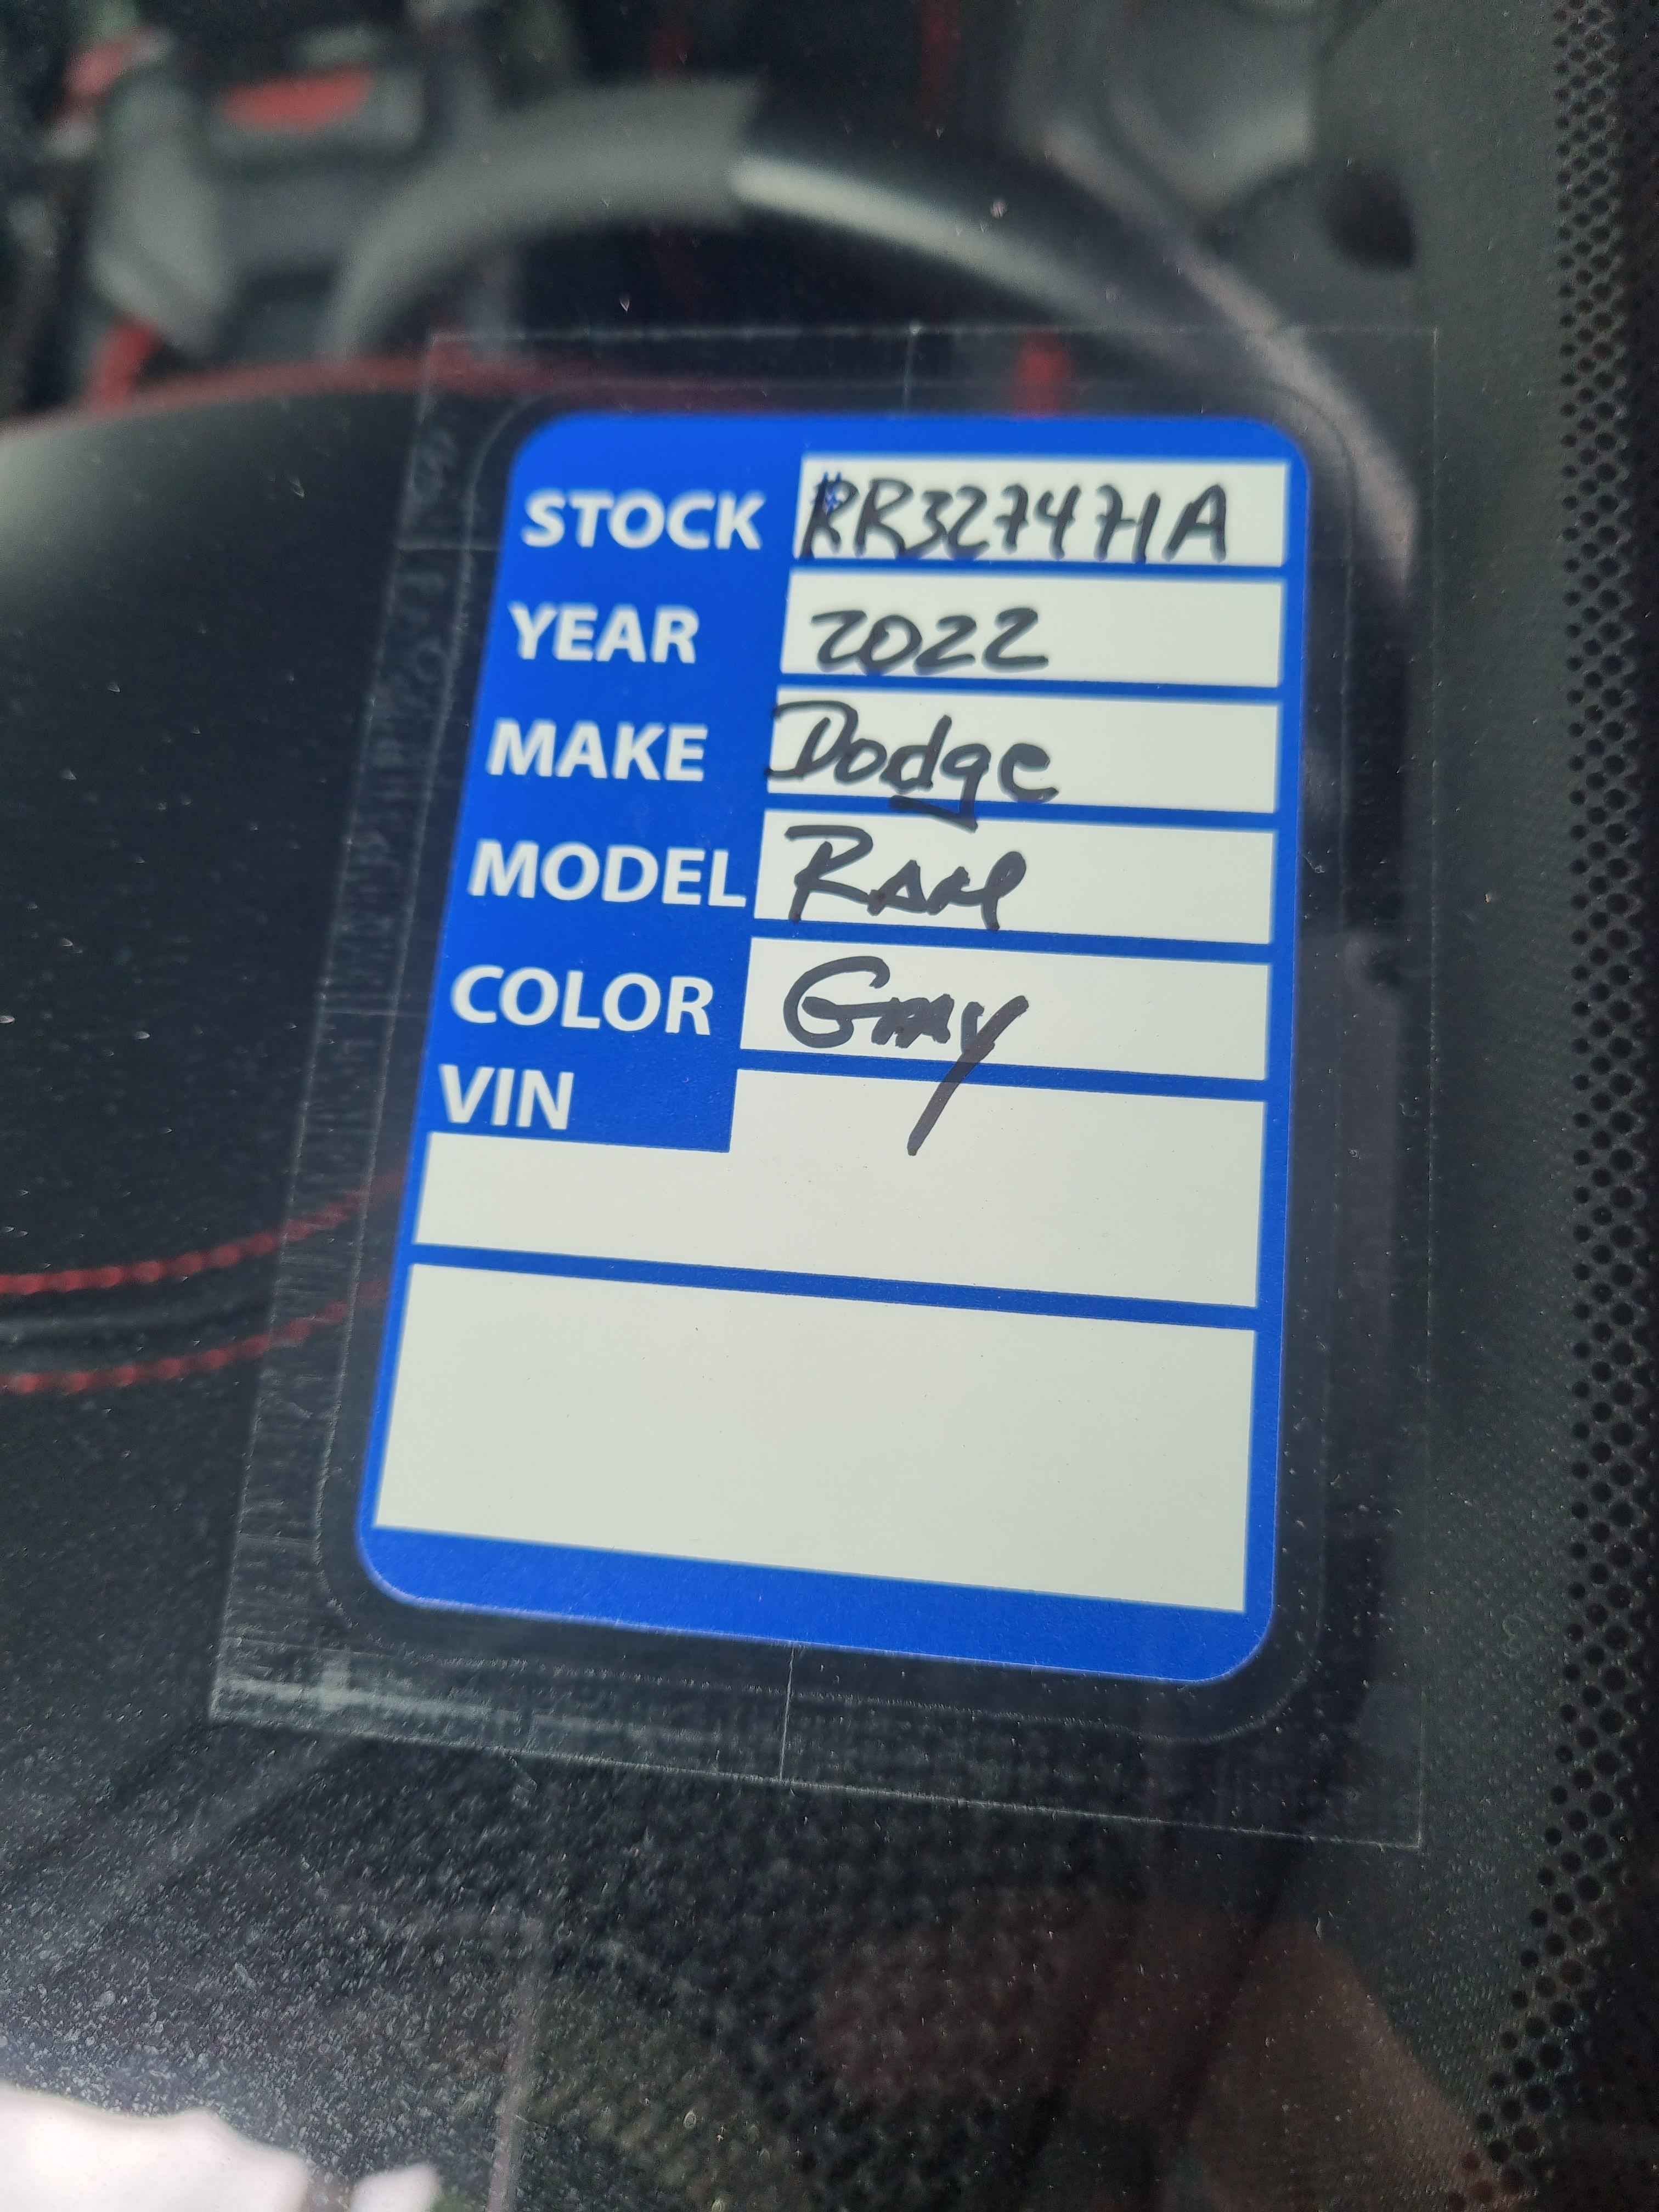 STOCK RR327471A
YEAR 2022
MAKE Dodge
MODEL RAM
COLOR Gray
VIN